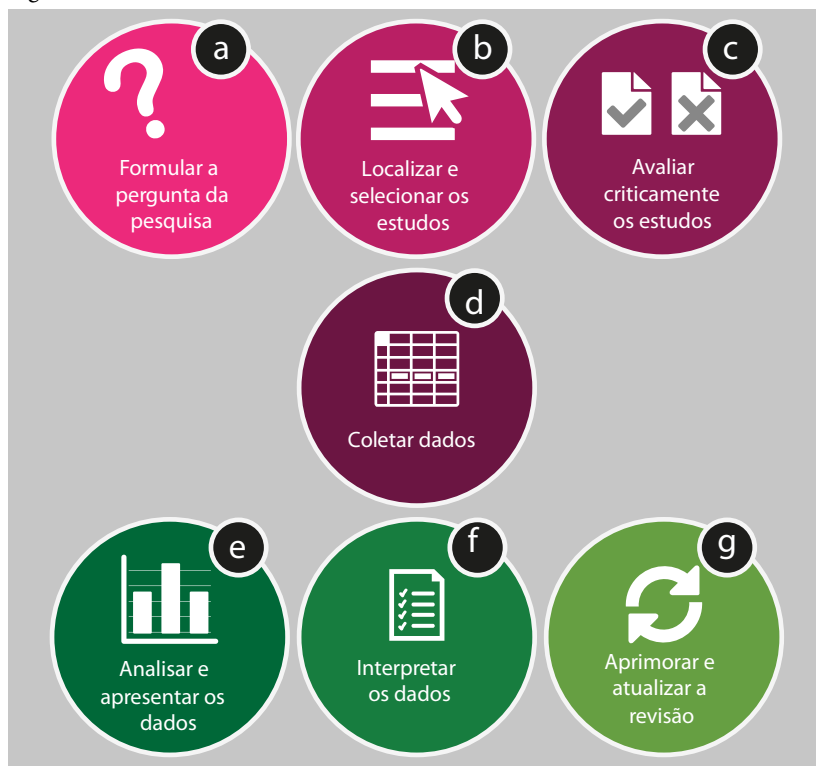 a
Formular a
pergunta da
pesquisa
b
Localizar e
selecionar os
estudos
c
Avaliar
criticamente
os estudos
d
Coletar dados
e
Analisar e
apresentar os
dados
f
Interpretar
os dados
g
Aprimorar e
atualizar a
revisão